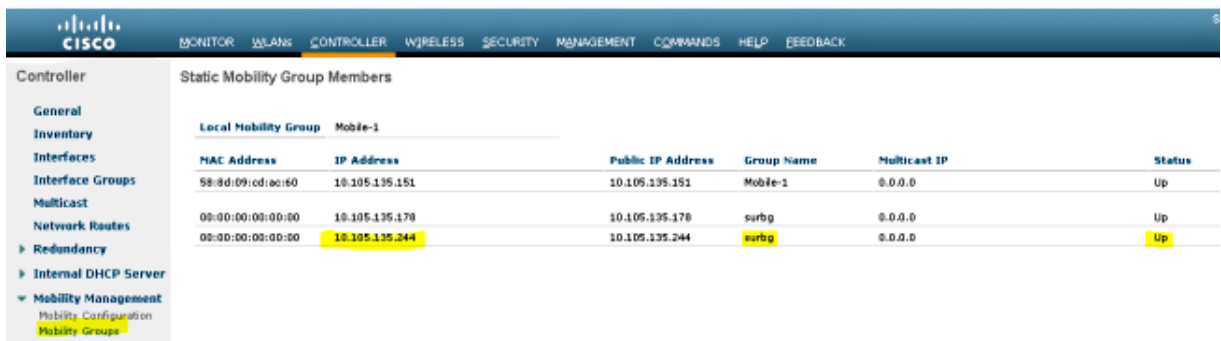 S
CISCO MONITOR WLANs CONTROLLER WIRELESS SECURITY MANAGEMENT COMMANDS HELP FEEDBACK
Controller
General
Inventory
Interfaces
Interface Groups
Multicast
Network Routes
Redundancy
Internal DHCP Server
Mobility Management
Mobility Configuration
Mobility Groups
Static Mobility Group Members
Local Mobility Group Mobile-1
MAC Address IP Address Public IP Address Group Name Multicast IP Status
58:8d:09:cd:ac:60 10.105.135.151 10.105.135.151 Mobile-1 0.0.0.0 Up
00:00:00:00:00:00 10.105.135.178 10.105.135.178 surbg 0.0.0.0 Up
00:00:00:00:00:00 10.105.135.244 10.105.135.244 surbg 0.0.0.0 Up